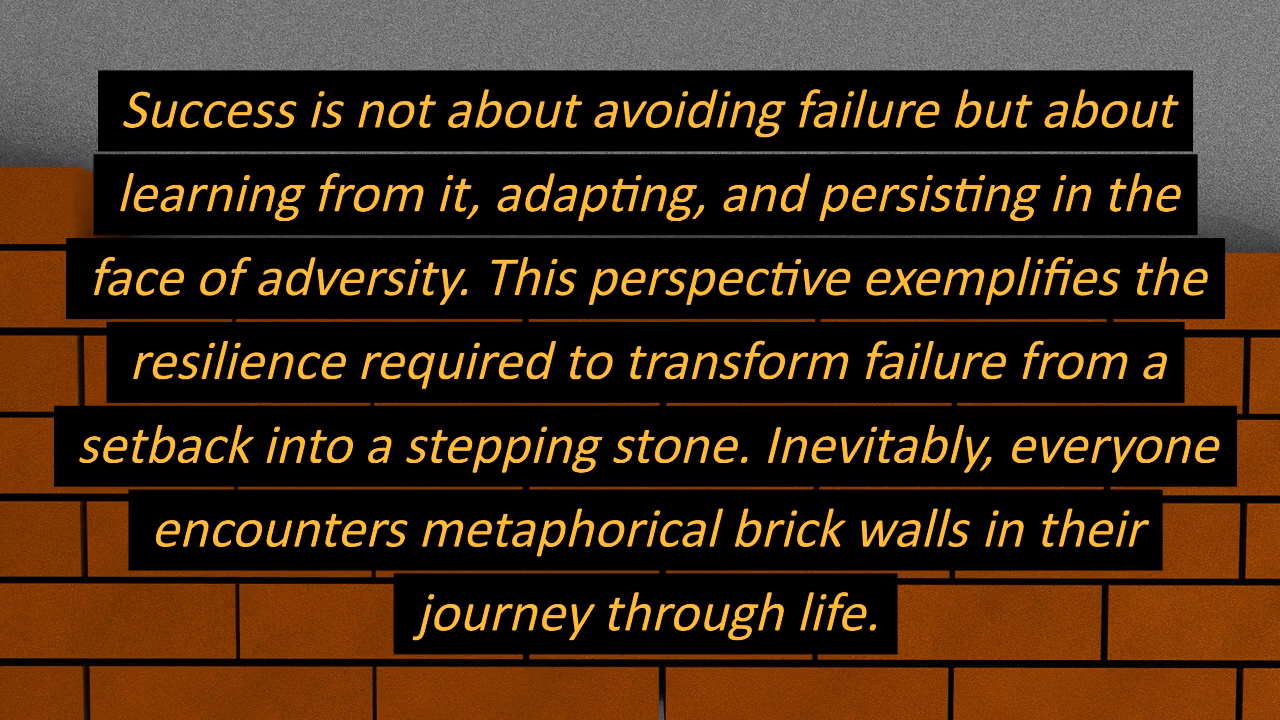 Success is not about avoiding failure but about
learning from it, adapting, and persisting in the
face of adversity. This perspective exemplifies the
resilience required to transform failure from a
setback into a stepping stone. Inevitably, everyone
encounters metaphorical brick walls in their
journey through life.